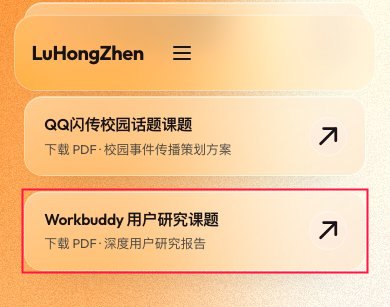 LuHongZhen
QQ闪传校园话题课题
下载 PDF · 校园事件传播策划方案
Workbuddy 用户研究课题
下载 PDF · 深度用户研究报告